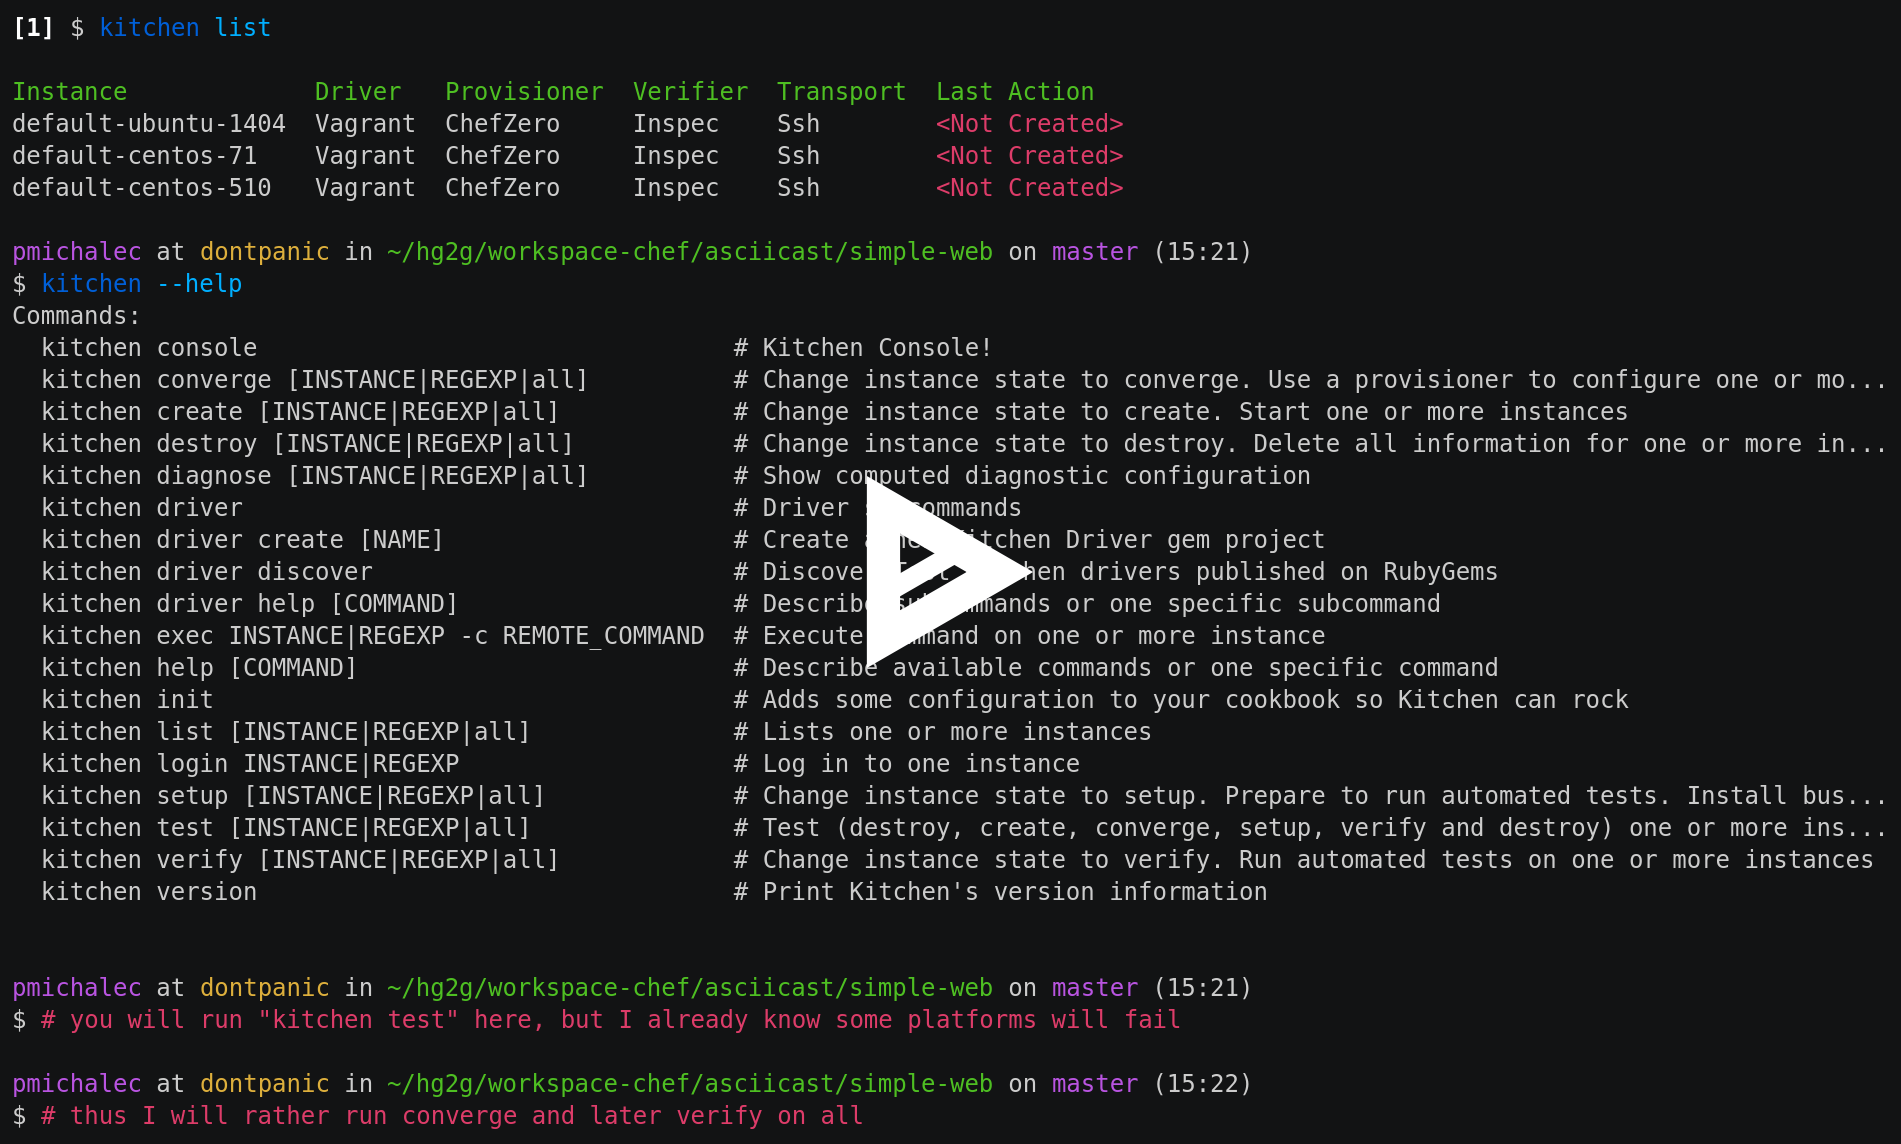 [1] $ kitchen list
Instance Driver Provisioner Verifier Transport Last Action
default-ubuntu-1404 Vagrant ChefZero Inspec Ssh <Not Created>
default-centos-71 Vagrant ChefZero Inspec Ssh <Not Created>
default-centos-510 Vagrant ChefZero Inspec Ssh <Not Created>
pmichalec at dontpanic in ~/hg2g/workspace-chef/asciicast/simple-web on master (15:21)
$ kitchen --help
Commands:
kitchen console # Kitchen Console!
kitchen converge [INSTANCE|REGEXP|all] # Change instance state to converge. Use a provisioner to configure one or mo...
kitchen create [INSTANCE|REGEXP|all] # Change instance state to create. Start one or more instances
kitchen destroy [INSTANCE|REGEXP|all] # Change instance state to destroy. Delete all information for one or more in...
kitchen diagnose [INSTANCE|REGEXP|all] # Show computed diagnostic configuration
kitchen driver # Driver subcommands
kitchen driver create [NAME] # Create a new Kitchen Driver gem project
kitchen driver discover # Discover Test Kitchen drivers published on RubyGems
kitchen driver help [COMMAND] # Describe subcommands or one specific subcommand
kitchen exec INSTANCE|REGEXP -c REMOTE_COMMAND # Execute command on one or more instance
kitchen help [COMMAND] # Describe available commands or one specific command
kitchen init # Adds some configuration to your cookbook so Kitchen can rock
kitchen list [INSTANCE|REGEXP|all] # Lists one or more instances
kitchen login INSTANCE|REGEXP # Log in to one instance
kitchen setup [INSTANCE|REGEXP|all] # Change instance state to setup. Prepare to run automated tests. Install bus...
kitchen test [INSTANCE|REGEXP|all] # Test (destroy, create, converge, setup, verify and destroy) one or more ins...
kitchen verify [INSTANCE|REGEXP|all] # Change instance state to verify. Run automated tests on one or more instances
kitchen version # Print Kitchen's version information
pmichalec at dontpanic in ~/hg2g/workspace-chef/asciicast/simple-web on master (15:21)
$ # you will run "kitchen test" here, but I already know some platforms will fail
pmichalec at dontpanic in ~/hg2g/workspace-chef/asciicast/simple-web on master (15:22)
$ # thus I will rather run converge and later verify on all